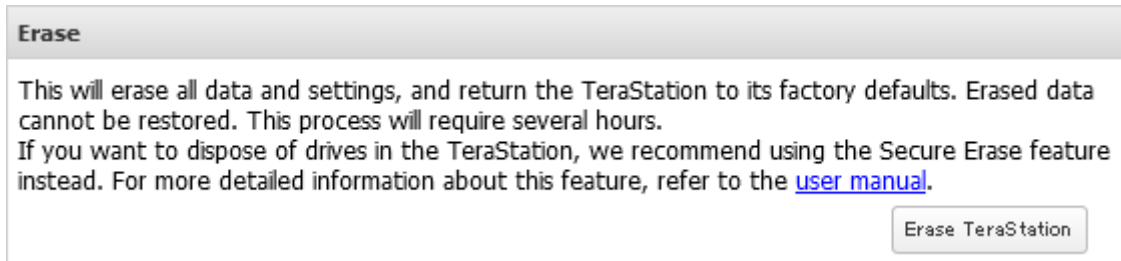 Erase
This will erase all data and settings, and return the TeraStation to its factory defaults. Erased data
cannot be restored. This process will require several hours.
If you want to dispose of drives in the TeraStation, we recommend using the Secure Erase feature
instead. For more detailed information about this feature, refer to the user manual.
Erase TeraStation